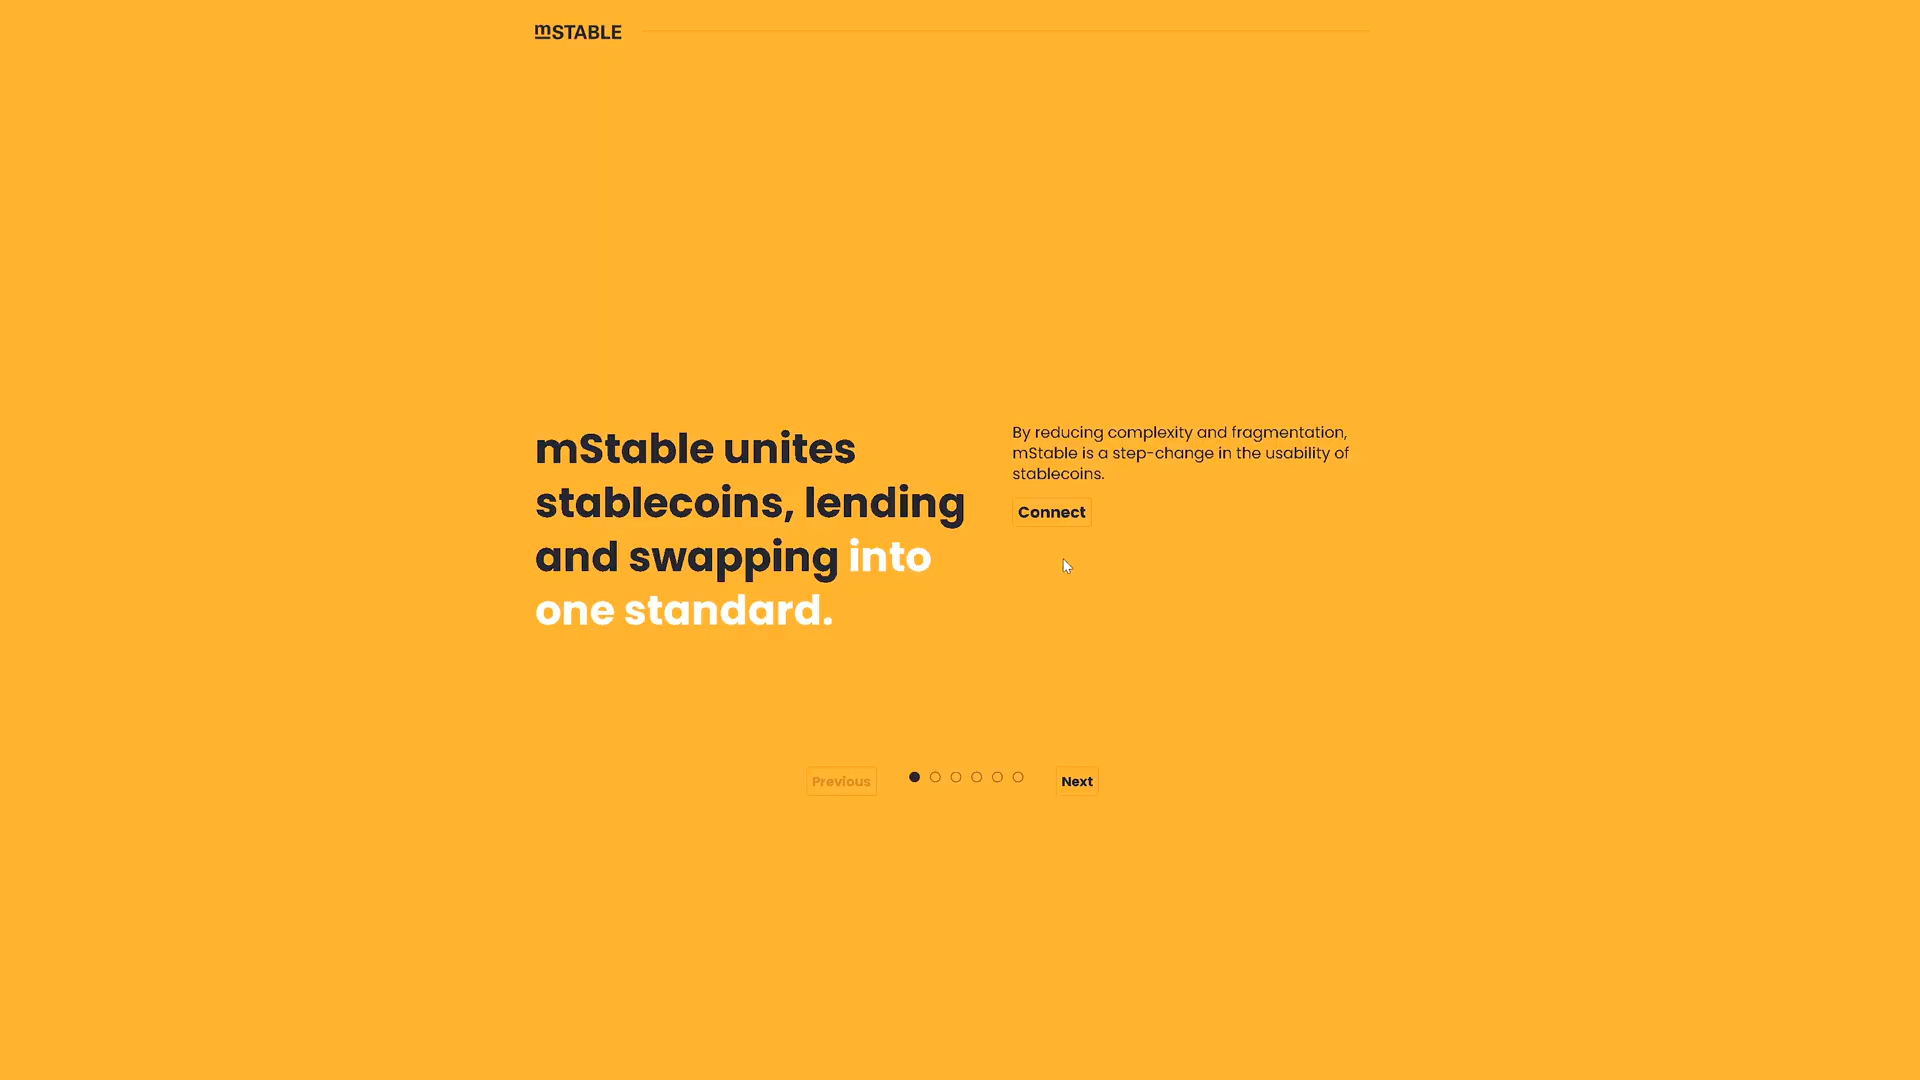 mSTABLE
mStable unites
stablecoins, lending
and swapping into
one standard.
By reducing complexity and fragmentation,
mStable is a step-change in the usability of
stablecoins.
Connect
Previous
Next